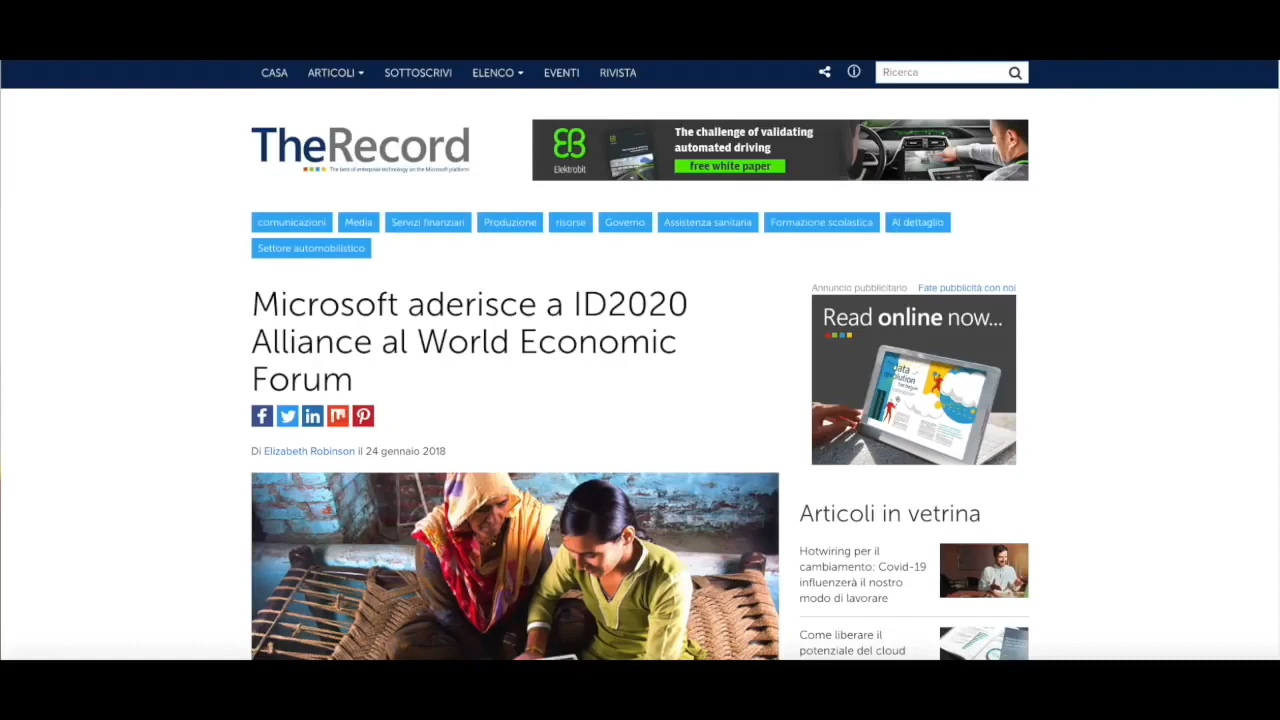 CASA ARTICOLI SOTTOSCRIVI ELENCO EVENTI RIVISTA Ricerca
TheRecord
The best of enterprise technology on the Microsoft platform
The challenge of validating
automated driving
free white paper
Elektrobit
comunicazioni Media Servizi finanziari Produzione risorse Governo Assistenza sanitaria Formazione scolastica Al dettaglio
Settore automobilistico
Microsoft aderisce a ID2020
Alliance al World Economic
Forum
Di Elizabeth Robinson il 24 gennaio 2018
Annuncio pubblicitario Fate pubblicità con noi
Read online now...
data
revolution
Articoli in vetrina
Hotwiring per il
cambiamento: Covid-19
influenzerà il nostro
modo di lavorare
Come liberare il
potenziale del cloud